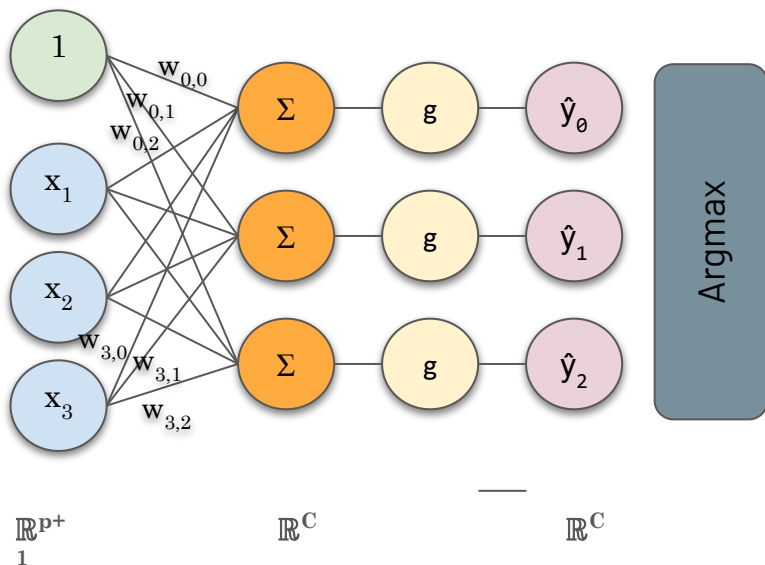 1
w0,0
w0,1
w0,2
x1
x2
x3
w3,0
w3,1
w3,2
Σ
Σ
Σ
g
g
g
ŷ0
ŷ1
ŷ2
Argmax
ℝp+
1
ℝC
ℝC